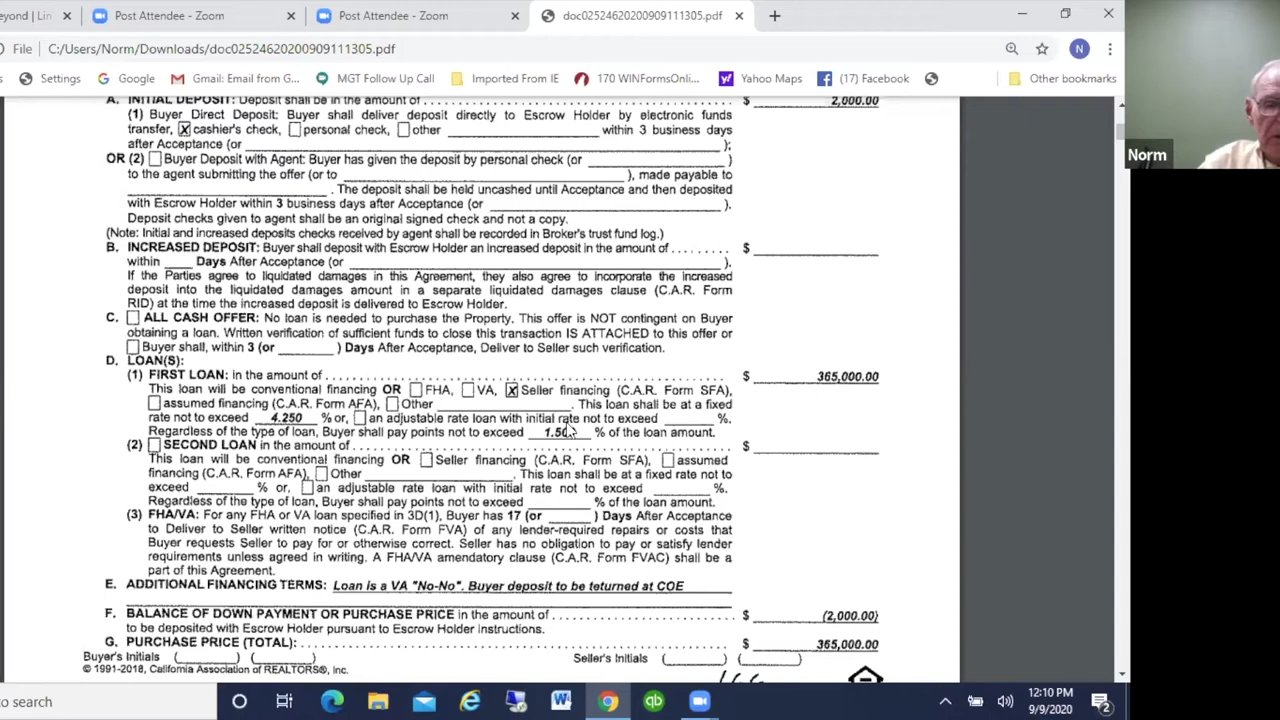 eyond | Lin
Post Attendee - Zoom
Post Attendee - Zoom
doc02524620200909111305.pdf
File
C:/Users/Norm/Downloads/doc02524620200909111305.pdf
N
Settings
Google
Gmail: Email from G...
MGT Follow Up Call
Imported From IE
170 WINFormsOnli...
Yahoo Maps
(17) Facebook
Other bookmarks
A. INITIAL DEPOSIT: Deposit shall be in the amount of $ 2,000.00
(1) Buyer Direct Deposit: Buyer shall deliver deposit directly to Escrow Holder by electronic funds
transfer, X cashier's check, personal check, other within 3 business days
after Acceptance (or );
OR (2) Buyer Deposit with Agent: Buyer has given the deposit by personal check (or )
to the agent submitting the offer (or to ), made payable to
. The deposit shall be held uncashed until Acceptance and then deposited
with Escrow Holder within 3 business days after Acceptance (or ).
Deposit checks given to agent shall be an original signed check and not a copy.
(Note: Initial and increased deposits checks received by agent shall be recorded in Broker's trust fund log.)
B. INCREASED DEPOSIT: Buyer shall deposit with Escrow Holder an increased deposit in the amount of $
within Days After Acceptance (or ).
If the Parties agree to liquidated damages in this Agreement, they also agree to incorporate the increased
deposit into the liquidated damages amount in a separate liquidated damages clause (C.A.R. Form
RID) at the time the increased deposit is delivered to Escrow Holder.
C. ALL CASH OFFER: No loan is needed to purchase the Property. This offer is NOT contingent on Buyer
obtaining a loan. Written verification of sufficient funds to close this transaction IS ATTACHED to this offer or
Buyer shall, within 3 (or ) Days After Acceptance, Deliver to Seller such verification.
D. LOAN(S):
(1) FIRST LOAN: in the amount of $ 365,000.00
This loan will be conventional financing OR FHA, VA, X Seller financing (C.A.R. Form SFA),
assumed financing (C.A.R. Form AFA), Other . This loan shall be at a fixed
rate not to exceed 4.250 % or, an adjustable rate loan with initial rate not to exceed %.
Regardless of the type of loan, Buyer shall pay points not to exceed % of the loan amount.
(2) SECOND LOAN in the amount of $
This loan will be conventional financing OR Seller financing (C.A.R. Form SFA), assumed
financing (C.A.R. Form AFA), Other . This loan shall be at a fixed rate not to
exceed % or, an adjustable rate loan with initial rate not to exceed %.
Regardless of the type of loan, Buyer shall pay points not to exceed % of the loan amount.
(3) FHA/VA: For any FHA or VA loan specified in 3D(1), Buyer has 17 (or ) Days After Acceptance
to Deliver to Seller written notice (C.A.R. Form FVA) of any lender-required repairs or costs that
Buyer requests Seller to pay for or otherwise correct. Seller has no obligation to pay or satisfy lender
requirements unless agreed in writing. A FHA/VA amendatory clause (C.A.R. Form FVAC) shall be a
part of this Agreement.
E. ADDITIONAL FINANCING TERMS: Loan is a VA "No-No". Buyer deposit to be teturned at COE
F. BALANCE OF DOWN PAYMENT OR PURCHASE PRICE in the amount of $ (2,000.00)
to be deposited with Escrow Holder pursuant to Escrow Holder instructions.
G. PURCHASE PRICE (TOTAL): $ 365,000.00
Buyer's Initials ( ) ( ) Seller's Initials ( ) ( )
© 1991-2018, California Association of REALTORS®, Inc.
Norm
to search
12:10 PM
9/9/2020
2